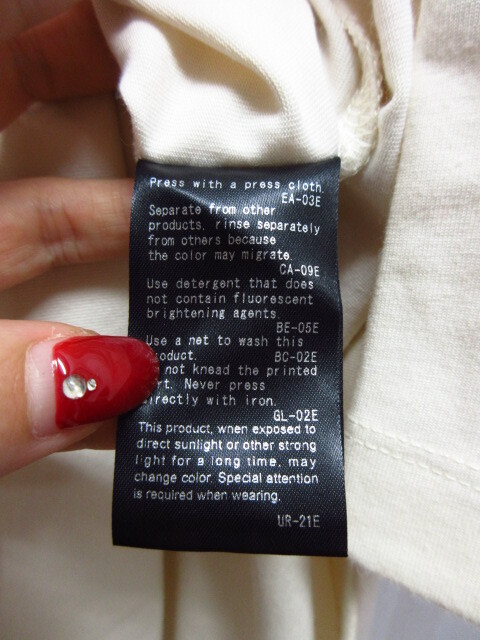 Press with a press cloth.
EA-03E
Separate from other
products, rinse separately
from others because
the color may migrate.
CA-09E
Use detergent that does
not contain fluorescent
brightening agents.
BE-05E
Use a net to wash this
product. BC-02E
not knead the printed
Never press
directly with iron.
GL-02E
This product, when exposed to
direct sunlight or other strong
light for a long time, may
change color. Special attention
is required when wearing.
UR-21E